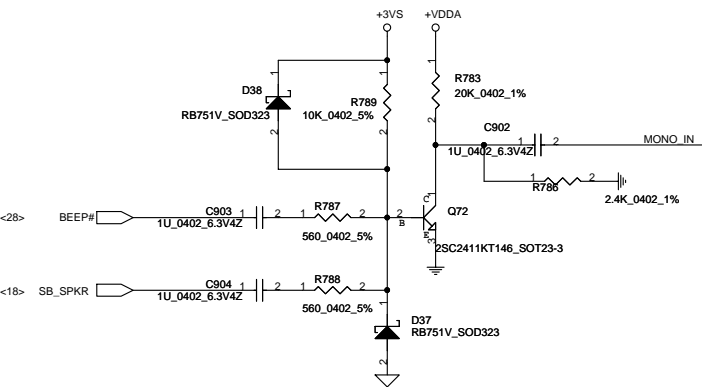 +3VS +VDDA
1 1 1
D38 R783
20K_0402_1%
RB751V_SOD323 R789
10K_0402_5%
2 2 2
C902
1 2 MONO_IN
1U_0402_6.3V4Z
1 2
R786
2.4K_0402_1%
C903 1 2 R787 1 2
<28> BEEP# 1U_0402_6.3V4Z
560_0402_5%
2 B C 1 Q72
E 3 2SC2411KT146_SOT23-3
C904 1 2 R788 1 2
<18> SB_SPKR 1U_0402_6.3V4Z
560_0402_5%
1 D37
RB751V_SOD323
2